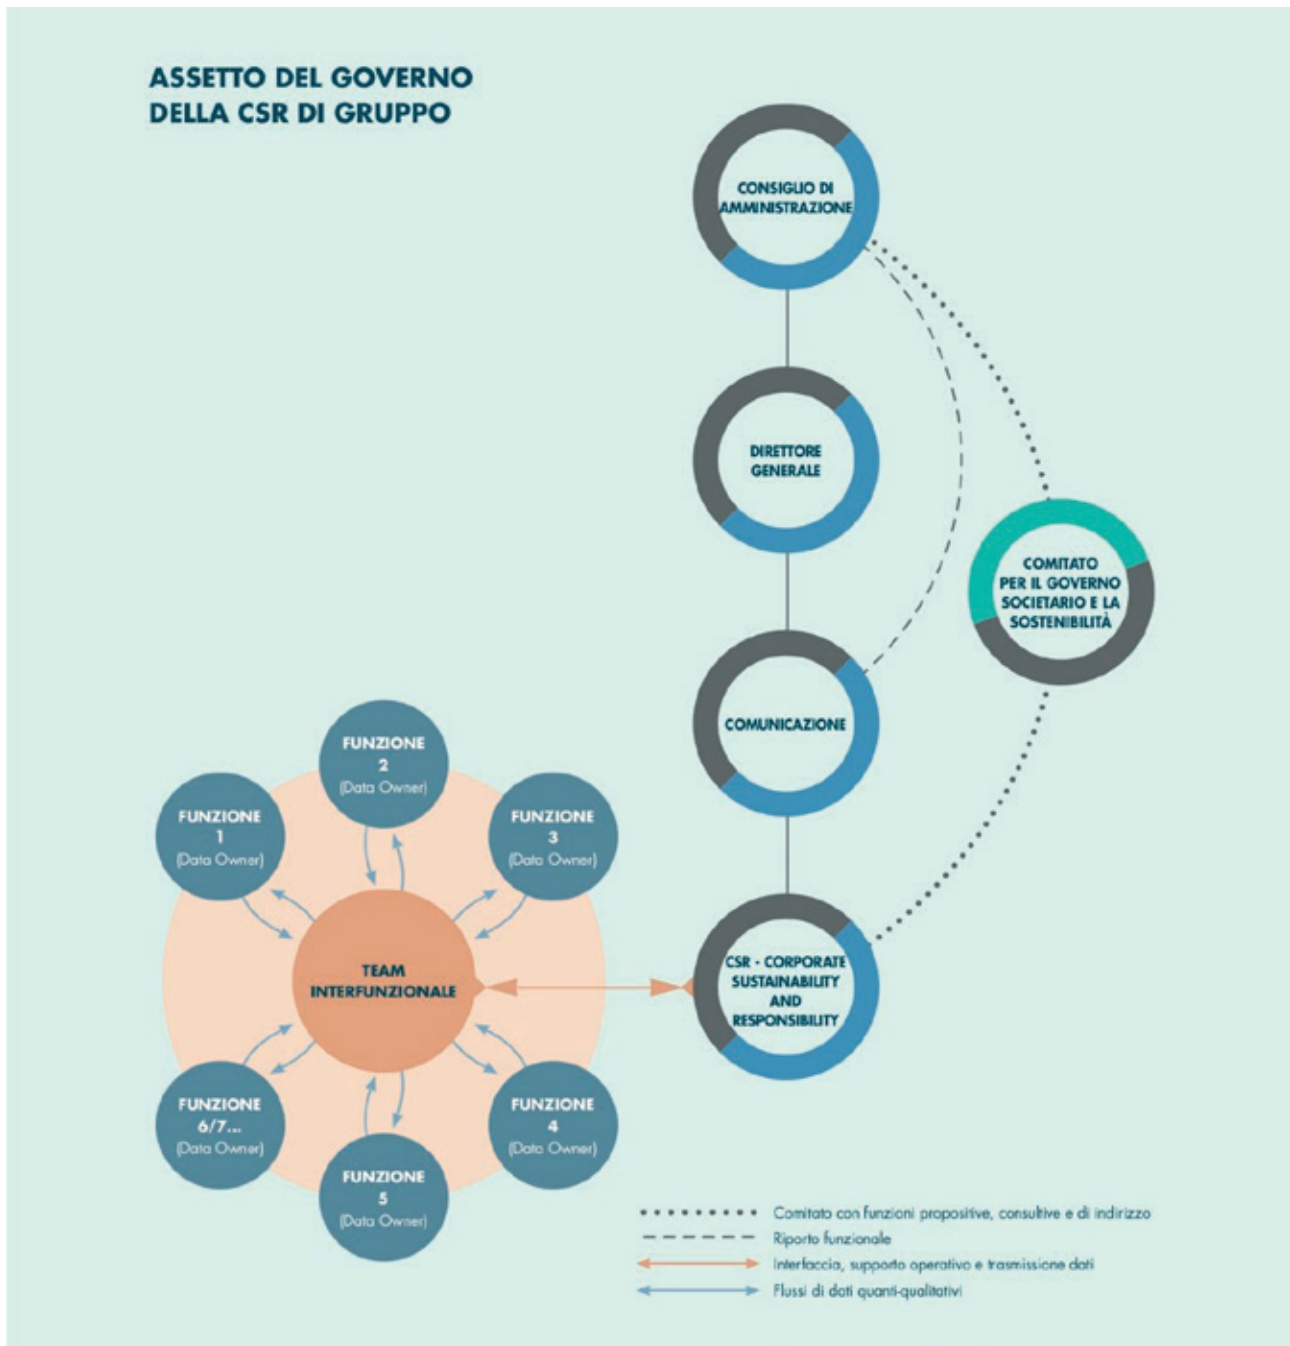 ASSETTO DEL GOVERNO
DELLA CSR DI GRUPPO
CONSIGLIO DI
AMMINISTRAZIONE
DIRETTORE
GENERALE
COMITATO
PER IL GOVERNO
SOCIETARIO E LA
SOSTENIBILITÀ
COMUNICAZIONE
CSR - CORPORATE
SUSTAINABILITY
AND
RESPONSIBILITY
FUNZIONE
1
(Data Owner)
FUNZIONE
2
(Data Owner)
FUNZIONE
3
(Data Owner)
TEAM
INTERFUNZIONALE
FUNZIONE
6/7...
(Data Owner)
FUNZIONE
5
(Data Owner)
FUNZIONE
4
(Data Owner)
Comitato con funzioni propositive, consultive e di indirizzo
Riporto funzionale
Interfaccia, supporto operativo e trasmissione dati
Flussi di dati quanti-qualitativi